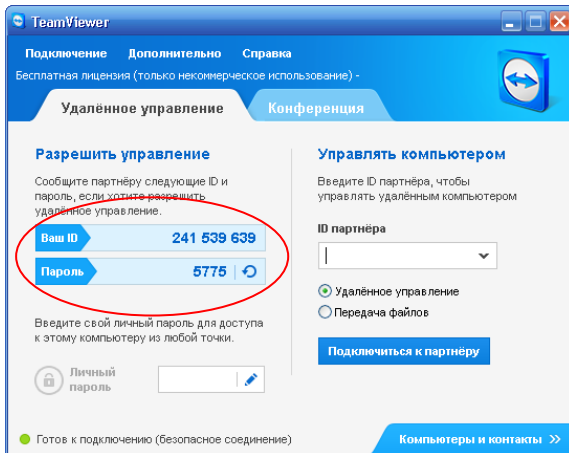 TeamViewer
Подключение Дополнительно Справка
Бесплатная лицензия (только некоммерческое использование) -
Удалённое управление
Конференция
Разрешить управление
Сообщите партнёру следующие ID и
пароль, если хотите разрешить
удалённое управление.
Ваш ID 241 539 639
Пароль 5775
Введите свой личный пароль для доступа
к этому компьютеру из любой точки.
Личный
пароль
Управлять компьютером
Введите ID партнёра, чтобы
управлять удалённым компьютером
ID партнёра
Удалённое управление
Передача файлов
Подключиться к партнёру
Готов к подключению (безопасное соединение)
Компьютеры и контакты >>